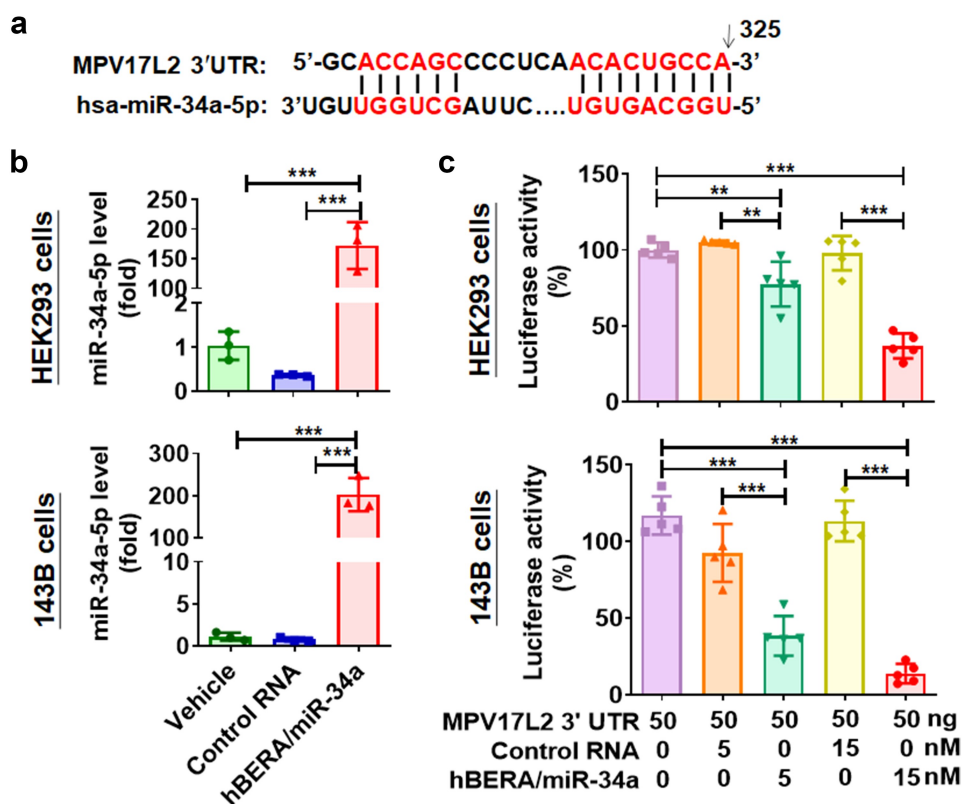 a
325
MPV17L2 3′UTR: 5'-GCACCAGCCCCUCAACACUGCCA-3'
hsa-miR-34a-5p: 3'UGUUGGUCGAUUC....UGUGACGGU-5'
b
HEK293 cells
miR-34a-5p level
(fold)
250
200
150
100
2
1
0
***
***
143B cells
miR-34a-5p level
(fold)
300
200
100
10
5
0
***
***
Vehicle
Control RNA
hBERA/miR-34a
c
HEK293 cells
Luciferase activity
(%)
150
100
50
0
***
**
** ***
143B cells
Luciferase activity
(%)
150
100
50
0
***
*** ***
***
MPV17L2 3' UTR 50 50 50 50 50 ng
Control RNA 0 5 0 15 0 nM
hBERA/miR-34a 0 0 5 0 15 nM